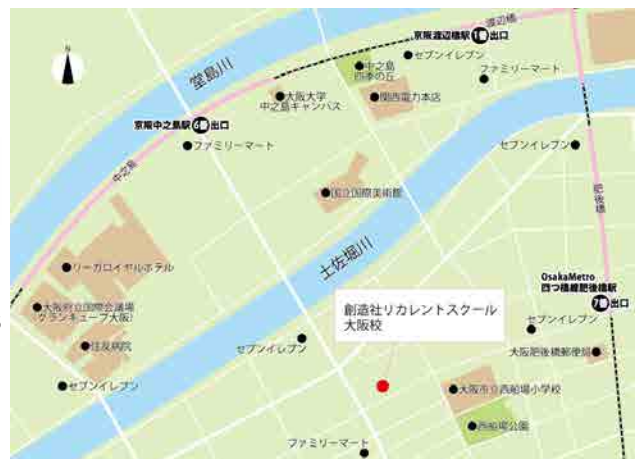 渡辺橋
京阪渡辺橋駅1番出口
セブンイレブン
中之島
四季の丘
ファミリーマート
N
堂島川
大阪大学
中之島キャンパス
関西電力本店
京阪中之島駅6番出口
ファミリーマート
セブンイレブン
中之島
国立国際美術館
肥後橋
土佐堀川
リーガロイヤルホテル
OsakaMetro
四つ橋線肥後橋駅
7番出口
大阪府立国際会議場
(グランキューブ大阪)
創造社リカレントスクール
大阪校
セブンイレブン
住友病院
セブンイレブン
大阪肥後橋郵便局
セブンイレブン
大阪市立西船場小学校
西船場公園
ファミリーマート